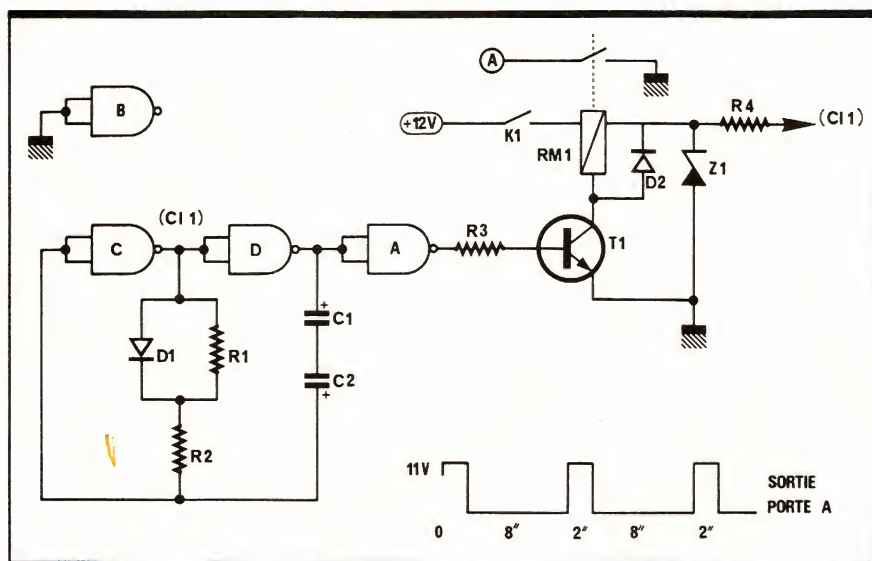 A
B
+12V
K1
RM1
D2
Z1
R4
(CI 1)
(CI 1)
C
D
A
R3
T1
D1
R1
C1
+
C2
+
R2
11V
SORTIE
PORTE A
0
8"
2"
8"
2"